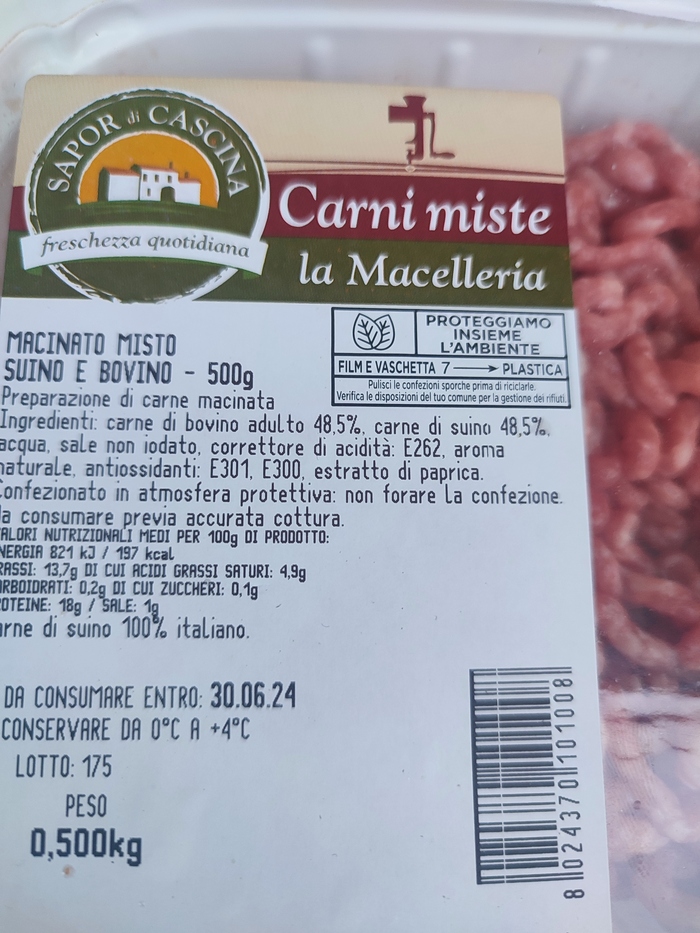 SAPOR di CASCINA
freschezza quotidiana
Carni miste
la Macelleria
PROTEGGIAMO
INSIEME
L'AMBIENTE
FILM E VASCHETTA 7 → PLASTICA
Pulisci le confezioni sporche prima di riciclarle.
Verifica le disposizioni del tuo comune per la gestione dei rifiuti.
MACINATO MISTO
SUINO E BOVINO - 500g
Preparazione di carne macinata
Ingredienti: carne di bovino adulto 48,5%, carne di suino 48,5%,
acqua, sale non iodato, correttore di acidità: E262, aroma
naturale, antiossidanti: E301, E300, estratto di paprica.
Confezionato in atmosfera protettiva: non forare la confezione.
a consumare previa accurata cottura.
ALORI NUTRIZIONALI MEDI PER 100g DI PRODOTTO:
NERGIA 821 kJ / 197 kcal
RASSI: 13,7g DI CUI ACIDI GRASSI SATURI: 4,9g
ARBOIDRATI: 0,2g DI CUI ZUCCHERI: 0,1g
OTEINE: 18g / SALE: 1g
arne di suino 100% italiano.
DA CONSUMARE ENTRO: 30.06.24
CONSERVARE DA 0°C A +4°C
LOTTO: 175
PESO
0,500kg
8 024370 101008